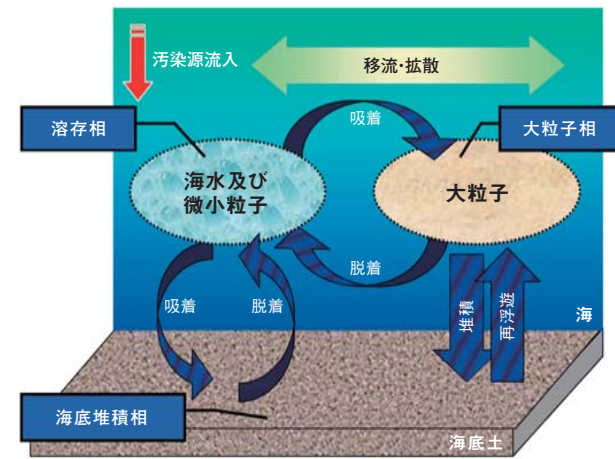 汚染源流入
移流・拡散
溶存相
吸着
大粒子相
海水及び
微小粒子
大粒子
脱着
吸着
脱着
堆積
再浮遊
海
海底堆積相
海底土